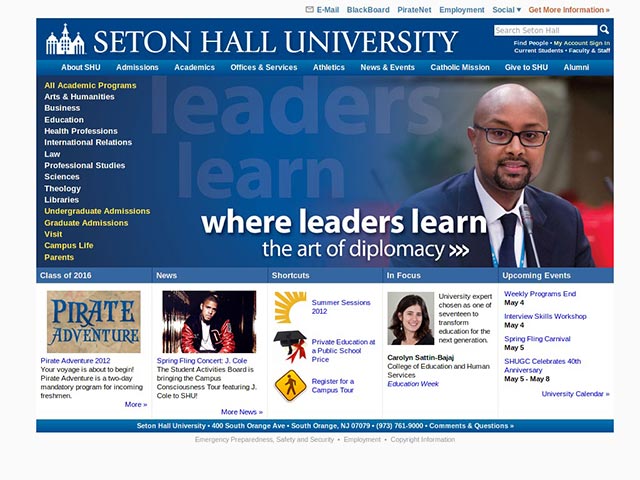 E-Mail BlackBoard PirateNet Employment Social ▾ Get More Information »
SETON HALL UNIVERSITY
Search Seton Hall
Find People • My Account Sign In
Current Students • Faculty & Staff
About SHU Admissions Academics Offices & Services Athletics News & Events Catholic Mission Give to SHU Alumni
All Academic Programs
Arts & Humanities
Business
Education
Health Professions
International Relations
Law
Professional Studies
Sciences
Theology
Libraries
Undergraduate Admissions
Graduate Admissions
Visit
Campus Life
Parents
leaders
learn
where leaders learn
the art of diplomacy »»
Class of 2016
PIRATE
ADVENTURE
Pirate Adventure 2012
Your voyage is about to begin!
Pirate Adventure is a two-day
mandatory program for incoming
freshmen.
More »
News
Spring Fling Concert: J. Cole
The Student Activities Board is
bringing the Campus
Consciousness Tour featuring J.
Cole to SHU!
More News »
Shortcuts
Summer Sessions
2012
Private Education at
a Public School
Price
Register for a
Campus Tour
In Focus
University expert
chosen as one of
seventeen to
transform
education for the
next generation.
Carolyn Sattin-Bajaj
College of Education and Human
Services
Education Week
Upcoming Events
Weekly Programs End
May 4
Interview Skills Workshop
May 4
Spring Fling Carnival
May 5
SHUGC Celebrates 40th
Anniversary
May 5 - May 8
University Calendar »
Seton Hall University • 400 South Orange Ave • South Orange, NJ 07079 • (973) 761-9000 • Comments & Questions »
Emergency Preparedness, Safety and Security • Employment • Copyright Information